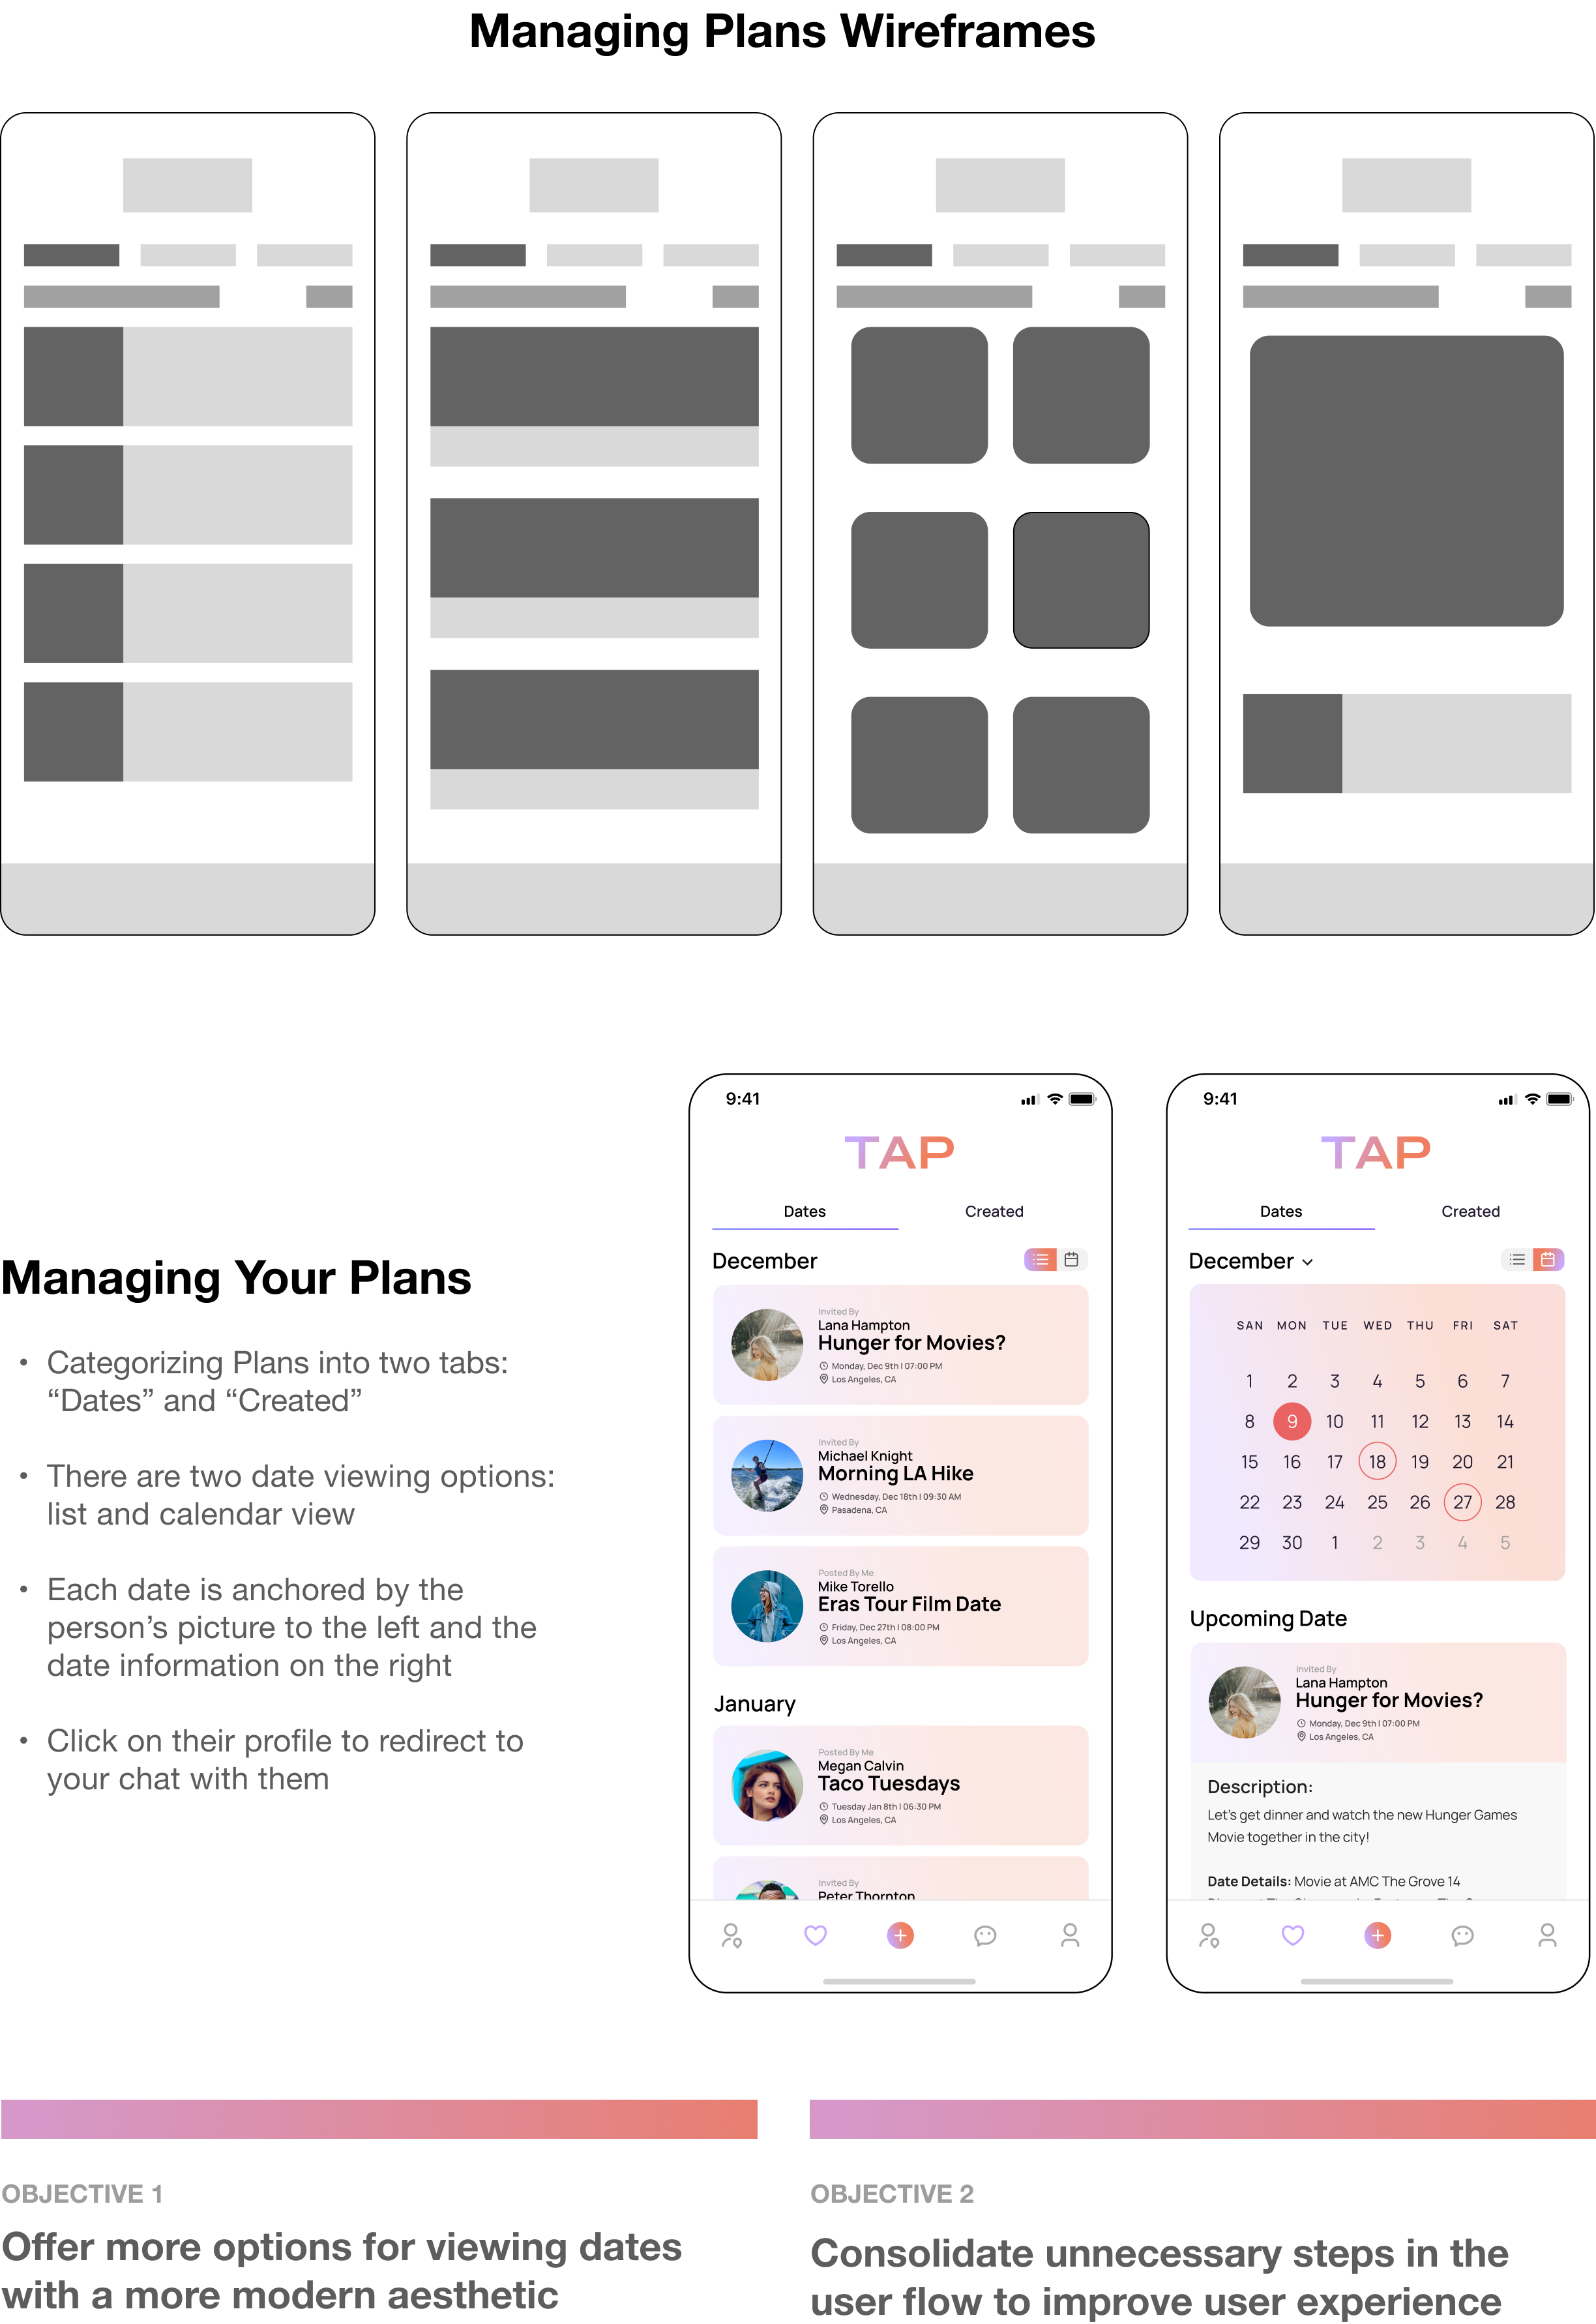 Managing Plans Wireframes
Managing Your Plans
• Categorizing Plans into two tabs:
“Dates” and “Created”
• There are two date viewing options:
list and calendar view
• Each date is anchored by the
person’s picture to the left and the
date information on the right
• Click on their profile to redirect to
your chat with them
9:41
TAP
Dates Created
December
Invited By
Lana Hampton
Hunger for Movies?
Monday, Dec 9th | 07:00 PM
Los Angeles, CA
Invited By
Michael Knight
Morning LA Hike
Wednesday, Dec 18th | 09:30 AM
Pasadena, CA
Posted By Me
Mike Torello
Eras Tour Film Date
Friday, Dec 27th | 08:00 PM
Los Angeles, CA
January
Posted By Me
Megan Calvin
Taco Tuesdays
Tuesday Jan 8th | 06:30 PM
Los Angeles, CA
Invited By
Peter Thornton
9:41
TAP
Dates Created
December
SAN MON TUE WED THU FRI SAT
1 2 3 4 5 6 7
8 9 10 11 12 13 14
15 16 17 18 19 20 21
22 23 24 25 26 27 28
29 30 1 2 3 4 5
Upcoming Date
Invited By
Lana Hampton
Hunger for Movies?
Monday, Dec 9th | 07:00 PM
Los Angeles, CA
Description:
Let’s get dinner and watch the new Hunger Games
Movie together in the city!
Date Details: Movie at AMC The Grove 14
OBJECTIVE 1
Offer more options for viewing dates
with a more modern aesthetic
OBJECTIVE 2
Consolidate unnecessary steps in the
user flow to improve user experience